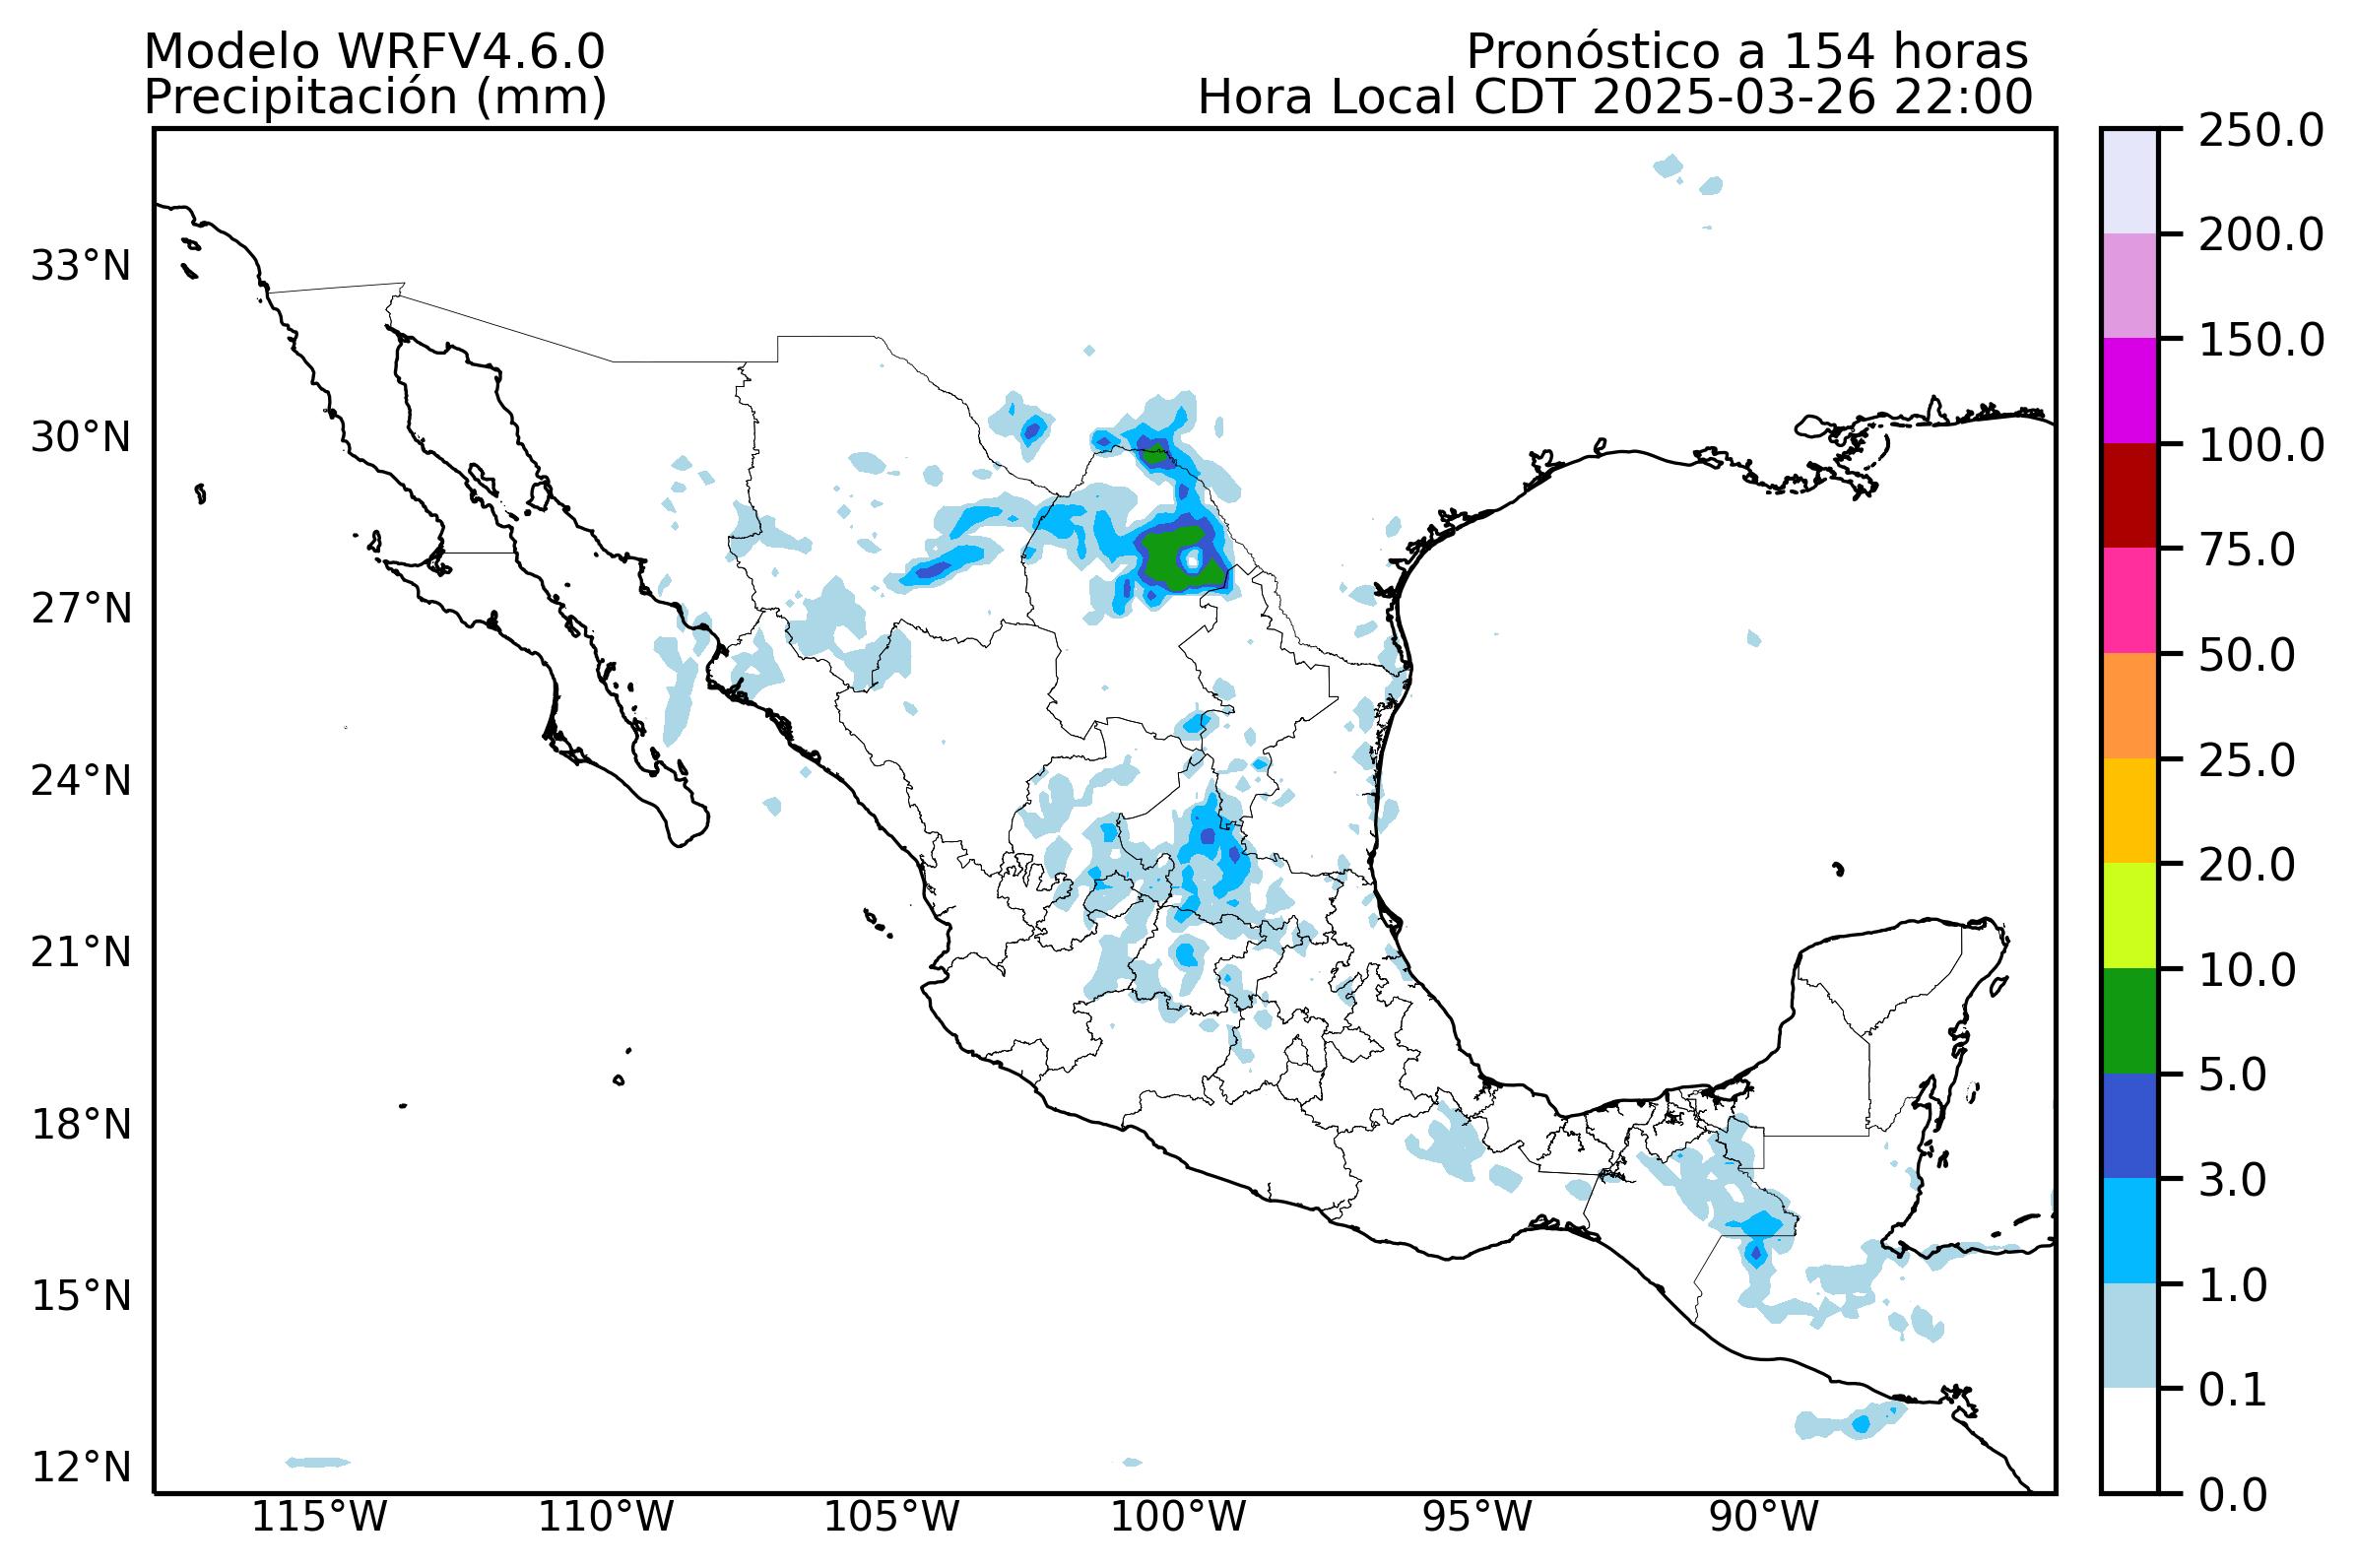 Modelo WRFV4.6.0
Precipitación (mm)
Pronóstico a 154 horas
Hora Local CDT 2025-03-26 22:00
33°N
30°N
27°N
24°N
21°N
18°N
15°N
12°N
115°W
110°W
105°W
100°W
95°W
90°W
250.0
200.0
150.0
100.0
75.0
50.0
25.0
20.0
10.0
5.0
3.0
1.0
0.1
0.0